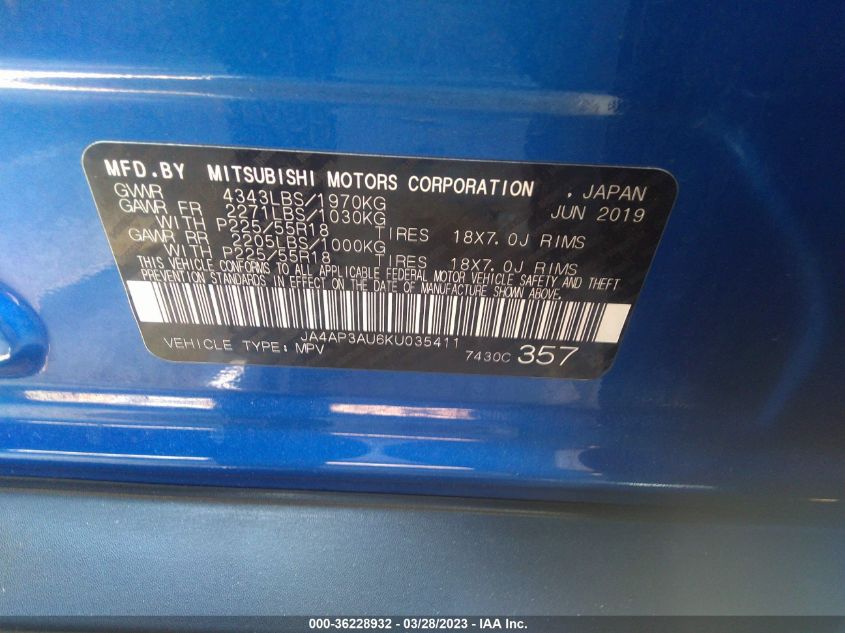 MFD.BY MITSUBISHI MOTORS CORPORATION , JAPAN
GVWR 4343LBS/1970KG JUN 2019
GAWR FR 2271LBS/1030KG
WITH P225/55R18 TIRES 18X7.0J RIMS
GAWR RR 2205LBS/1000KG
WITH P225/55R18 TIRES 18X7.0J RIMS
THIS VEHICLE CONFORMS TO ALL APPLICABLE FEDERAL MOTOR VEHICLE SAFETY AND THEFT
PREVENTION STANDARDS IN EFFECT ON THE DATE OF MANUFACTURE SHOWN ABOVE.
JA4AP3AU6KU035411
VEHICLE TYPE: MPV 7430C 357
000-36228932 - 03/28/2023 - IAA Inc.